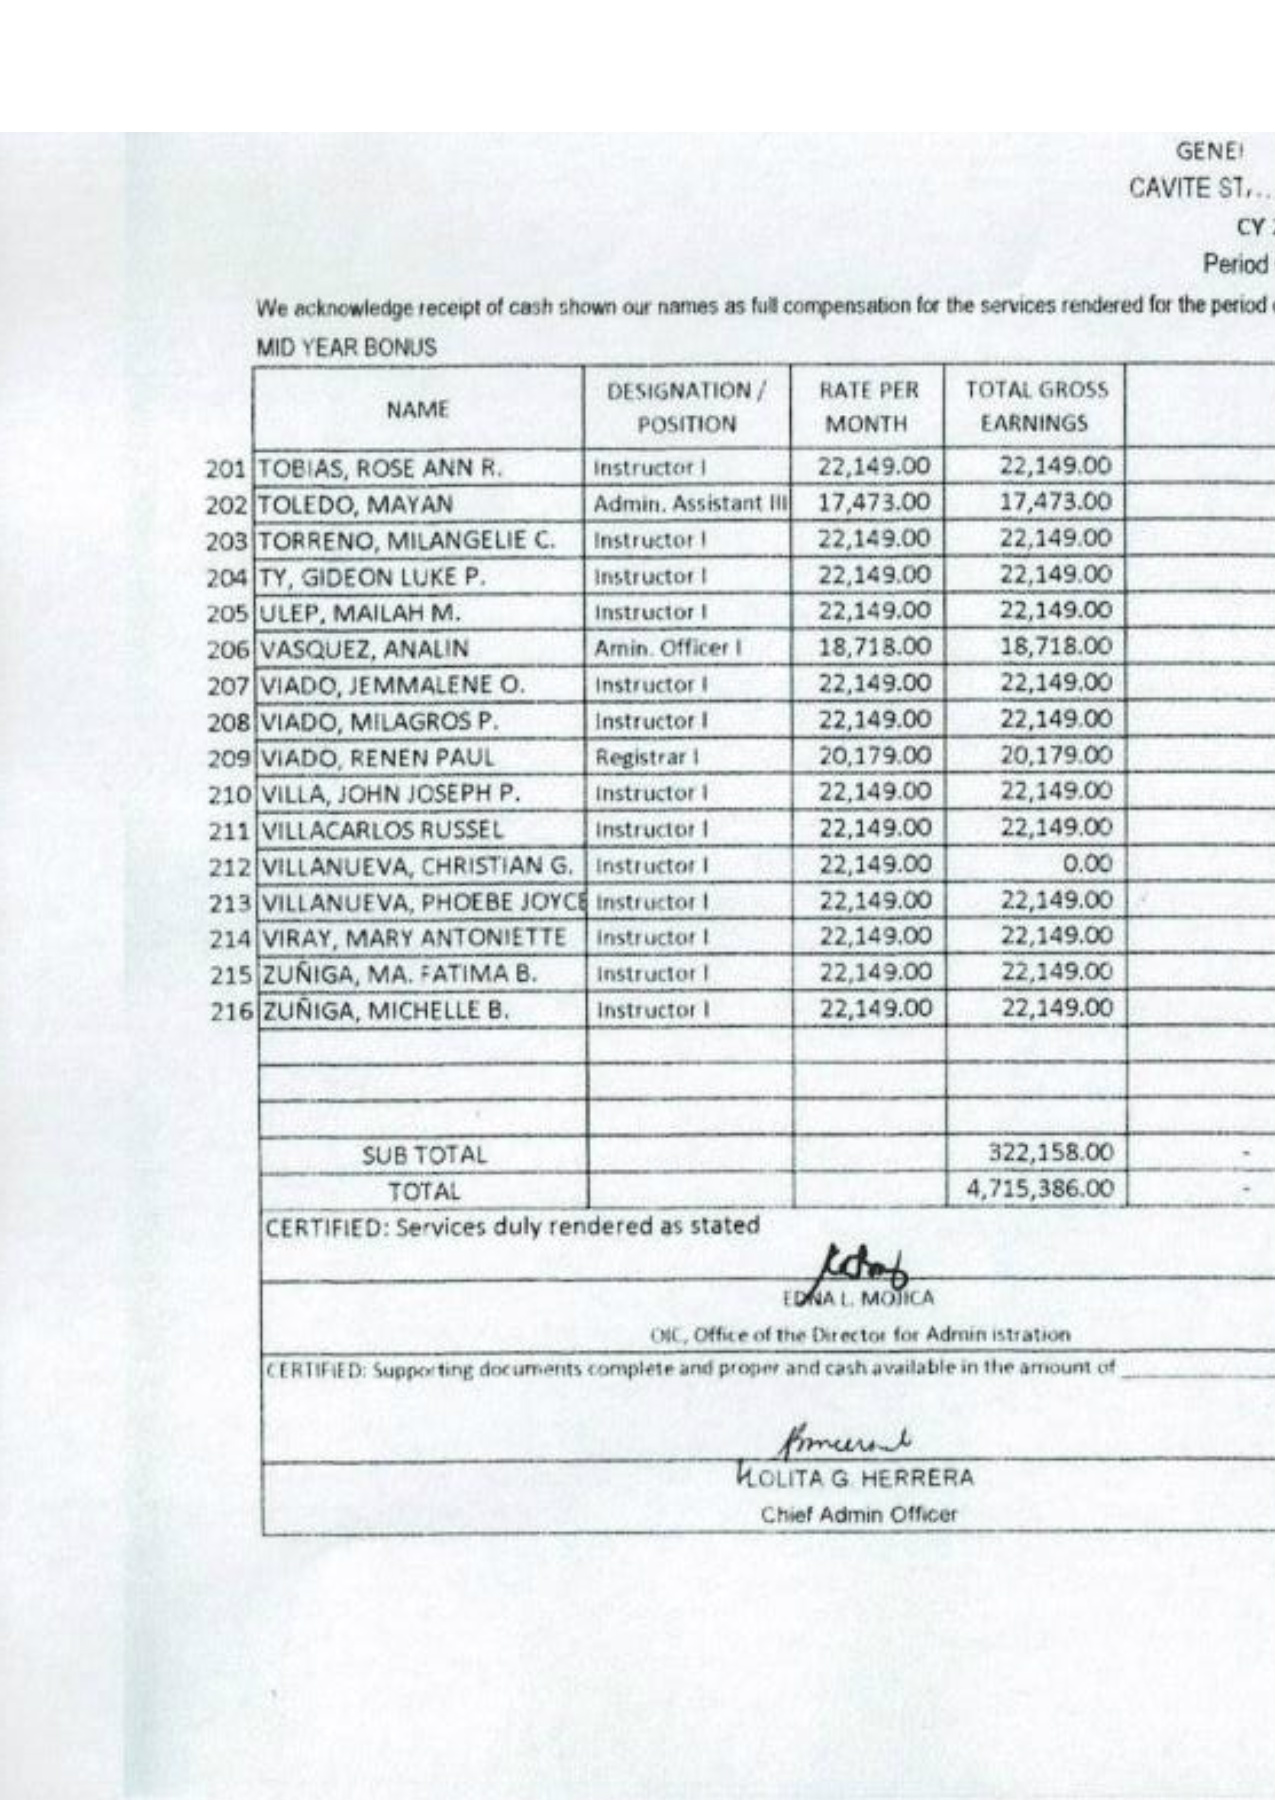 GENE
CAVITE ST
CY
Period
We acknowledge receipt of cash shown our names as full compensation for the services rendered for the period
MID YEAR BONUS
NAME DESIGNATION / POSITION RATE PER MONTH TOTAL GROSS EARNINGS
201 TOBIAS, ROSE ANN R. Instructor I 22,149.00 22,149.00
202 TOLEDO, MAYAN Admin. Assistant III 17,473.00 17,473.00
203 TORRENO, MILANGELIE C. Instructor I 22,149.00 22,149.00
204 TY, GIDEON LUKE P. Instructor I 22,149.00 22,149.00
205 ULEP, MAILAH M. Instructor I 22,149.00 22,149.00
206 VASQUEZ, ANALIN Amin. Officer I 18,718.00 18,718.00
207 VIADO, JEMMALENE O. Instructor I 22,149.00 22,149.00
208 VIADO, MILAGROS P. Instructor I 22,149.00 22,149.00
209 VIADO, RENEN PAUL Registrar I 20,179.00 20,179.00
210 VILLA, JOHN JOSEPH P. Instructor I 22,149.00 22,149.00
211 VILLACARLOS RUSSEL Instructor I 22,149.00 22,149.00
212 VILLANUEVA, CHRISTIAN G. Instructor I 22,149.00 0.00
213 VILLANUEVA, PHOEBE JOYCE Instructor I 22,149.00 22,149.00
214 VIRAY, MARY ANTONIETTE Instructor I 22,149.00 22,149.00
215 ZUÑIGA, MA. FATIMA B. Instructor I 22,149.00 22,149.00
216 ZUÑIGA, MICHELLE B. Instructor I 22,149.00 22,149.00
SUB TOTAL 322,158.00 -
TOTAL 4,715,386.00 -
CERTIFIED: Services duly rendered as stated
EDNA L. MOJICA
OIC, Office of the Director for Admin istration
CERTIFIED: Supporting documents complete and proper and cash available in the amount of
LOLITA G. HERRERA
Chief Admin Officer